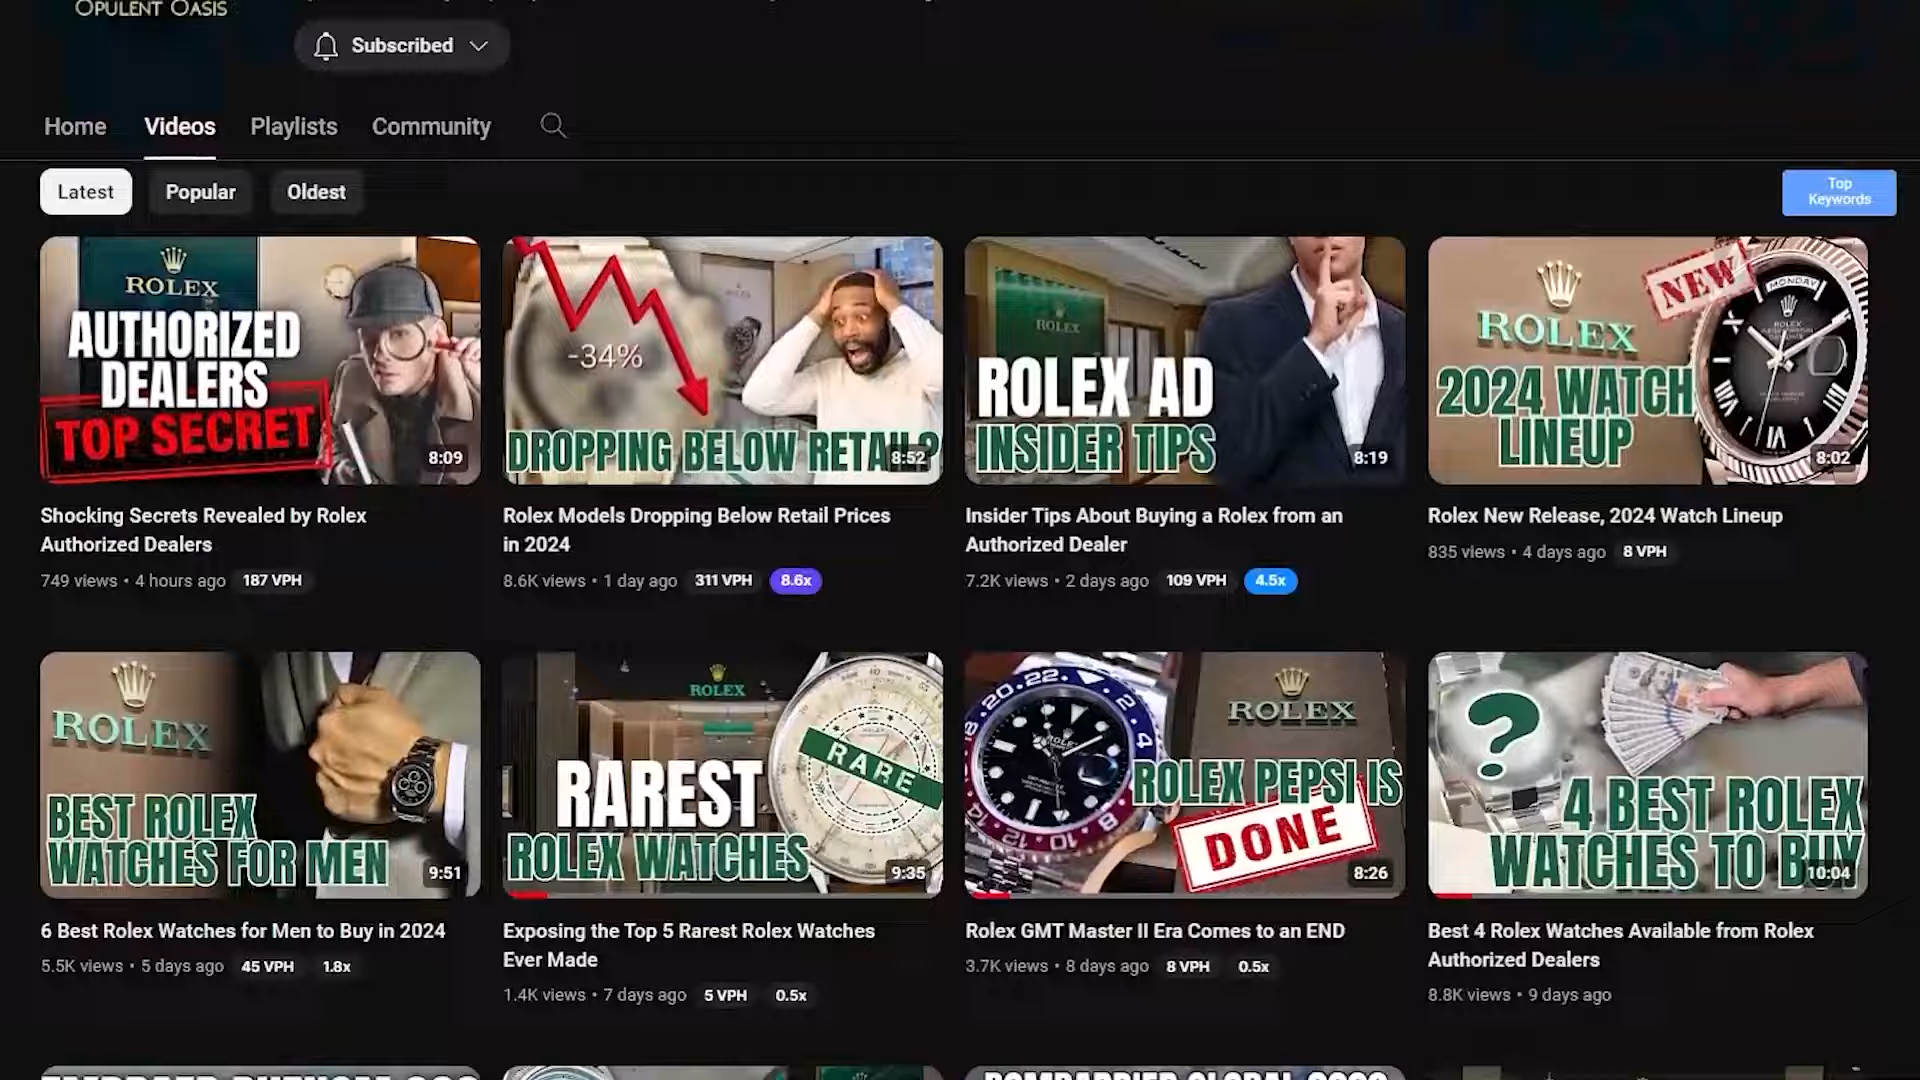 OPULENT OASIS
Subscribed
Home Videos Playlists Community
Latest Popular Oldest
Top
Keywords
ROLEX
AUTHORIZED
DEALERS
TOP SECRET
8:09
-34%
DROPPING BELOW RETAIL?
8:52
ROLEX
ROLEX AD
INSIDER TIPS
8:19
NEW
ROLEX
2024 WATCH
LINEUP
MONDAY
ROLEX
8:02
Shocking Secrets Revealed by Rolex
Authorized Dealers
749 views • 4 hours ago 187 VPH
Rolex Models Dropping Below Retail Prices
in 2024
8.6K views • 1 day ago 311 VPH 8.6x
Insider Tips About Buying a Rolex from an
Authorized Dealer
7.2K views • 2 days ago 109 VPH 4.5x
Rolex New Release, 2024 Watch Lineup
835 views • 4 days ago 8 VPH
ROLEX
BEST ROLEX
WATCHES FOR MEN
9:51
ROLEX
RARE
RAREST
ROLEX WATCHES
9:35
ROLEX
ROLEX PEPSI IS
DONE
8:26
?
4 BEST ROLEX
WATCHES TO BUY
10:04
6 Best Rolex Watches for Men to Buy in 2024
5.5K views • 5 days ago 45 VPH 1.8x
Exposing the Top 5 Rarest Rolex Watches
Ever Made
1.4K views • 7 days ago 5 VPH 0.5x
Rolex GMT Master II Era Comes to an END
3.7K views • 8 days ago 8 VPH 0.5x
Best 4 Rolex Watches Available from Rolex
Authorized Dealers
8.8K views • 9 days ago